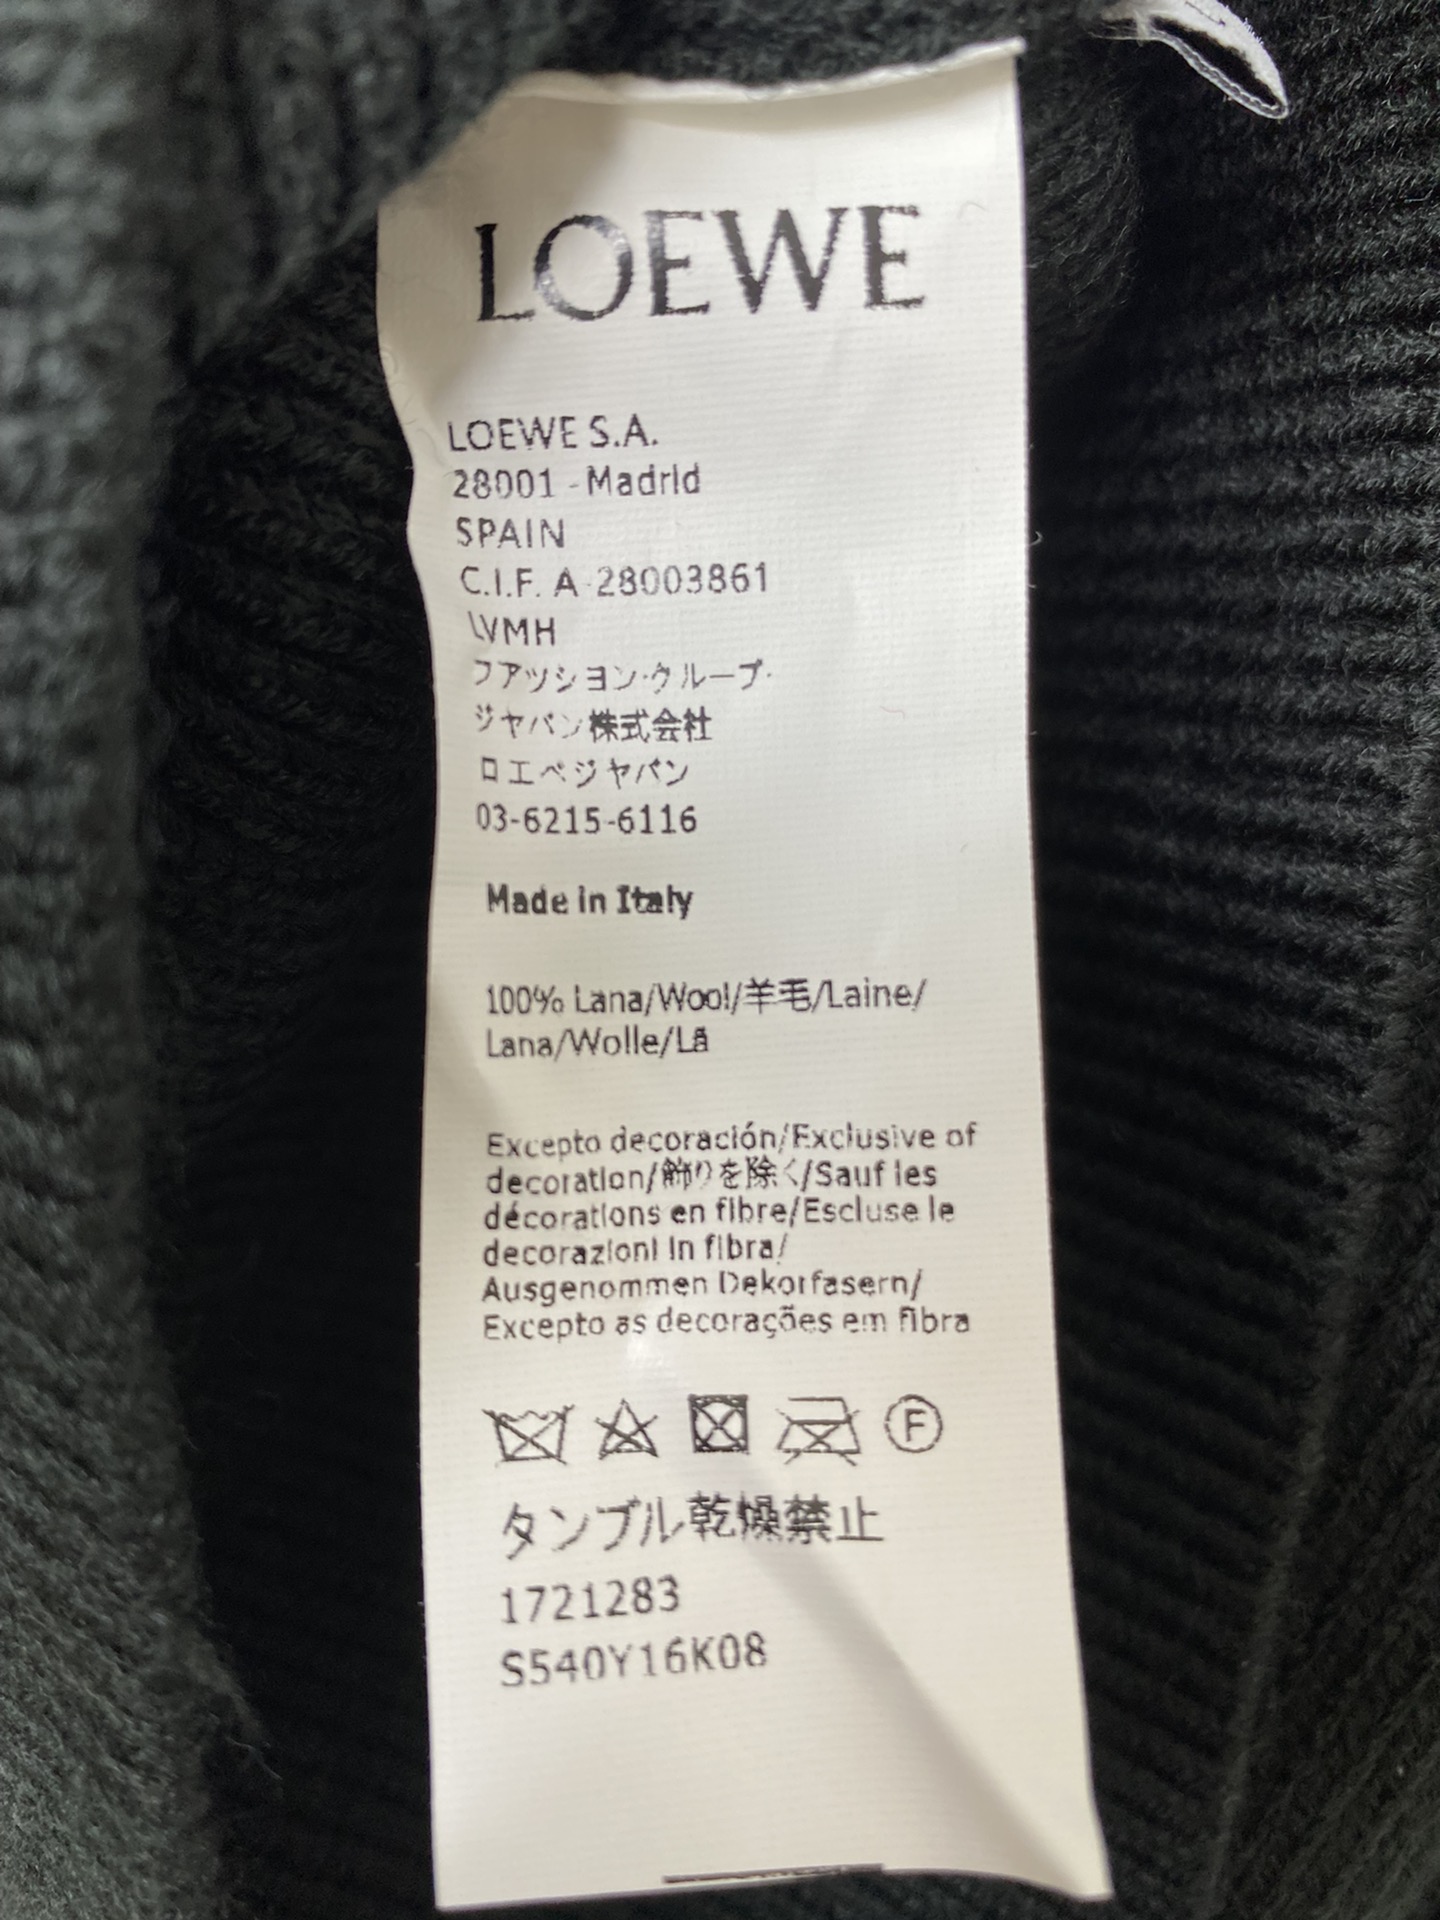 LOEWE
LOEWE S.A.
28001 - Madrid
SPAIN
C.I.F. A-28003861
LVMH
ファッション・グループ・
ジャパン株式会社
ロエベジャパン
03-6215-6116
Made in Italy
100% Lana/Wool/羊毛/Laine/
Lana/Wolle/Lã
Excepto decoración/Exclusive of
decoration/飾りを除く/Sauf les
décorations en fibre/Escluse le
decorazioni in fibra/
Ausgenommen Dekorfasern/
Excepto as decorações em fibra
F
タンブル乾燥禁止
1721283
S540Y16K08